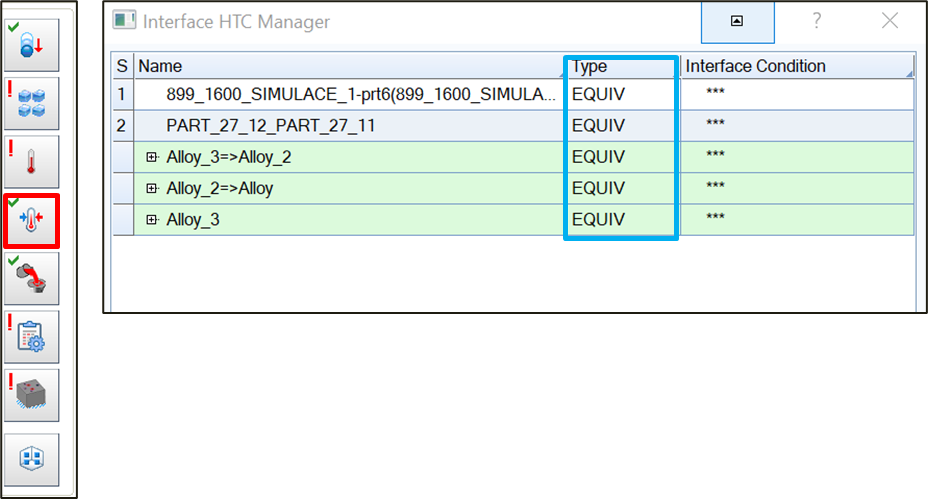 Interface HTC Manager
?
S Name Type Interface Condition
1 899_1600_SIMULACE_1-prt6(899_1600_SIMULA... EQUIV ***
2 PART_27_12_PART_27_11 EQUIV ***
Alloy_3=>Alloy_2 EQUIV ***
Alloy_2=>Alloy EQUIV ***
Alloy_3 EQUIV ***